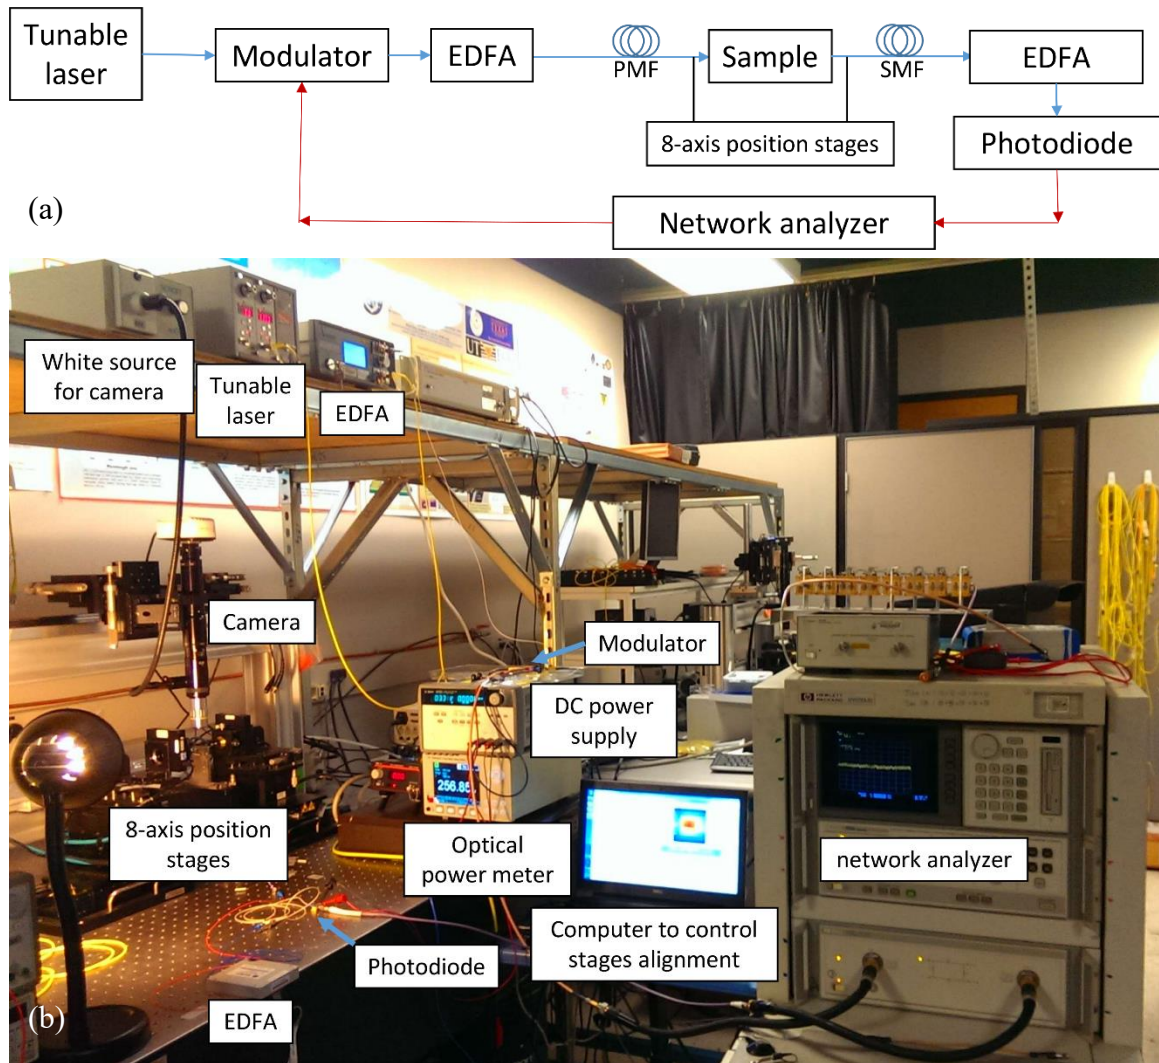 Tunable
laser
Modulator
EDFA
PMF
Sample
SMF
EDFA
8-axis position stages
Photodiode
Network analyzer
(a)
White source
for camera
Tunable
laser
EDFA
UT
Camera
Modulator
DC power
supply
256.85
8-axis position
stages
Optical
power meter
network analyzer
Photodiode
Computer to control
stages alignment
EDFA
(b)